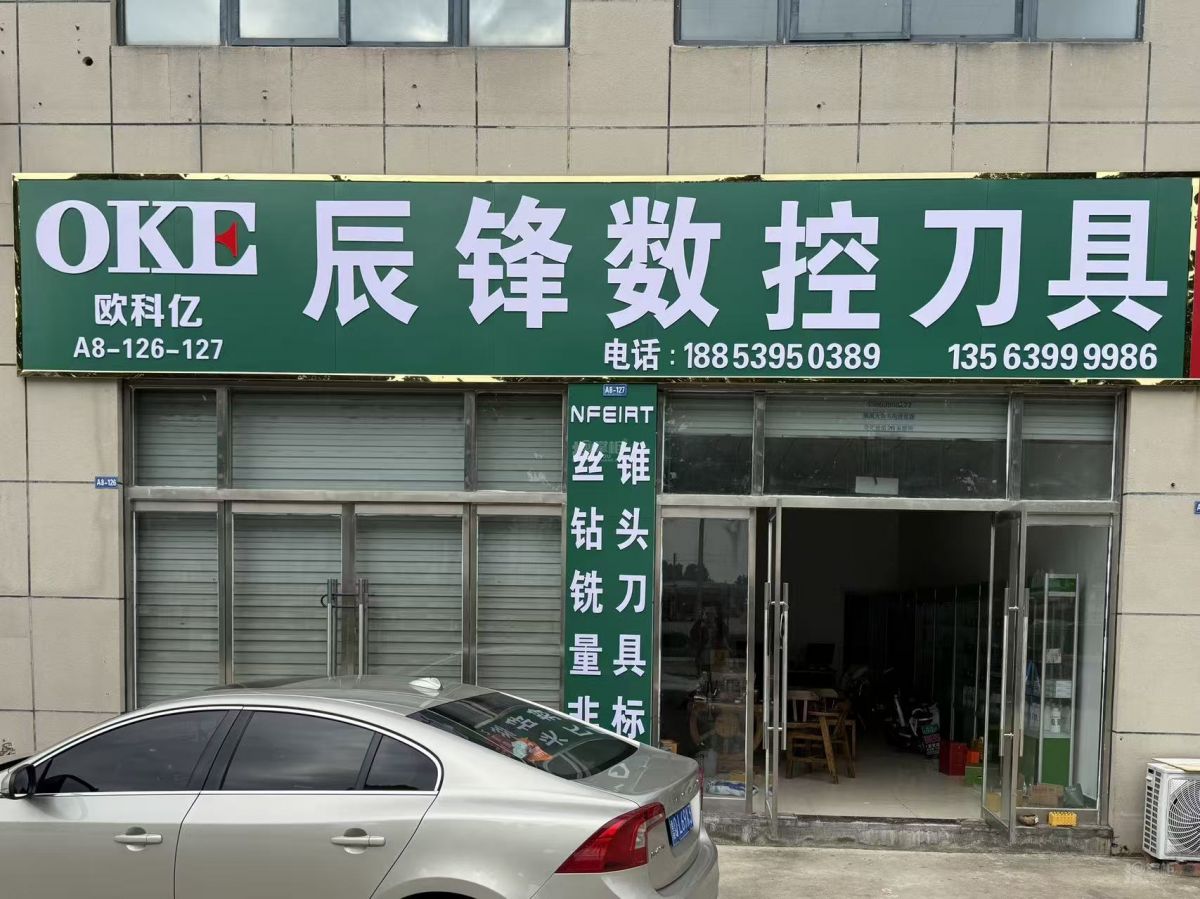 OKE
欧科亿
A8-126-127
辰锋数控刀具
电话:18853950389 13563999986
A8-127
NFEIRT
丝锥
钻头
铣刀
量具
非标
A8-126